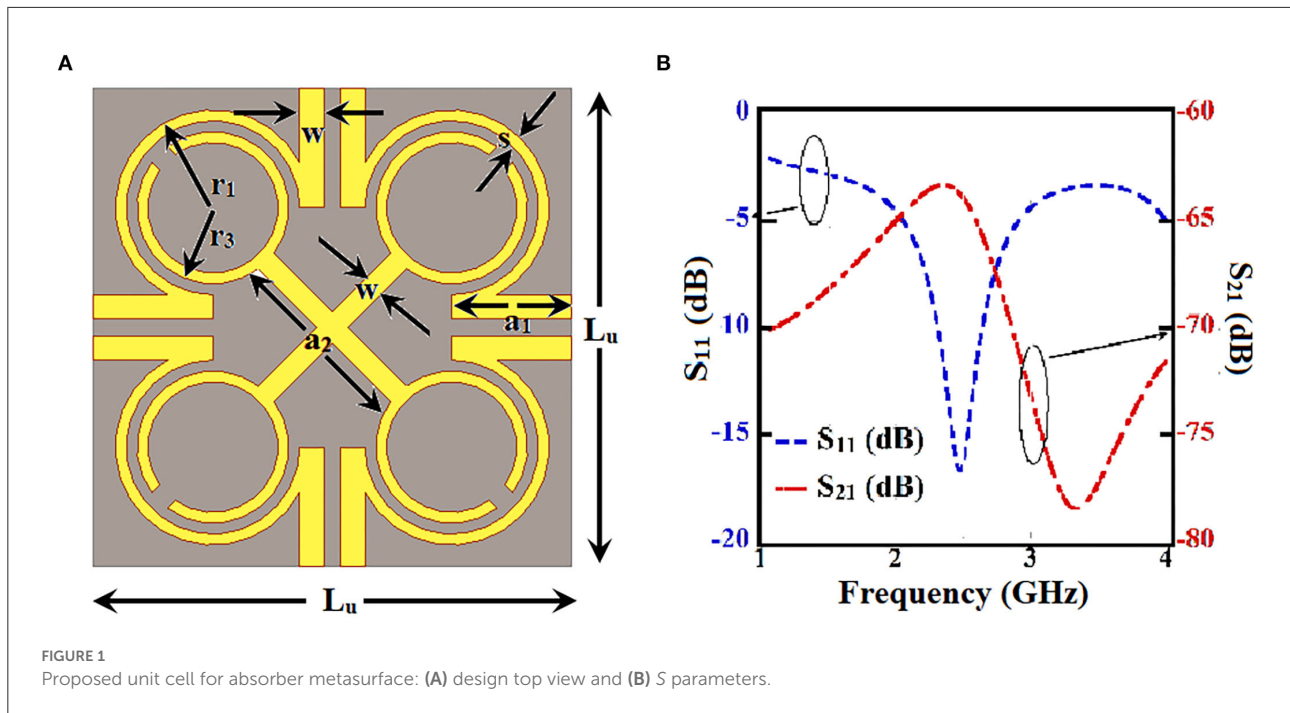 A
w
s
r₁
r₃
w
a₁
a₂
Lᵤ
Lᵤ
B
0
-5
-10
-15
-20
S₁₁ (dB)
-60
-65
-70
-75
-80
S₂₁ (dB)
S₁₁ (dB)
S₂₁ (dB)
1 2 3 4
Frequency (GHz)
FIGURE 1
Proposed unit cell for absorber metasurface: (A) design top view and (B) S parameters.